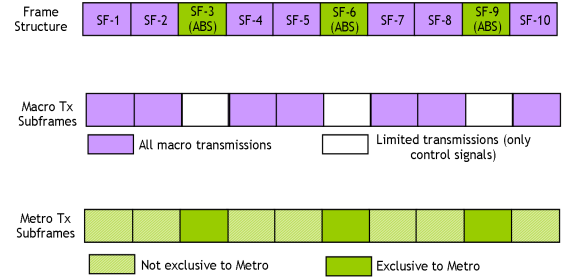 Frame
Structure
SF-1
SF-2
SF-3
(ABS)
SF-4
SF-5
SF-6
(ABS)
SF-7
SF-8
SF-9
(ABS)
SF-10
Macro Tx
Subframes
All macro transmissions
Limited transmissions (only
control signals)
Metro Tx
Subframes
Not exclusive to Metro
Exclusive to Metro